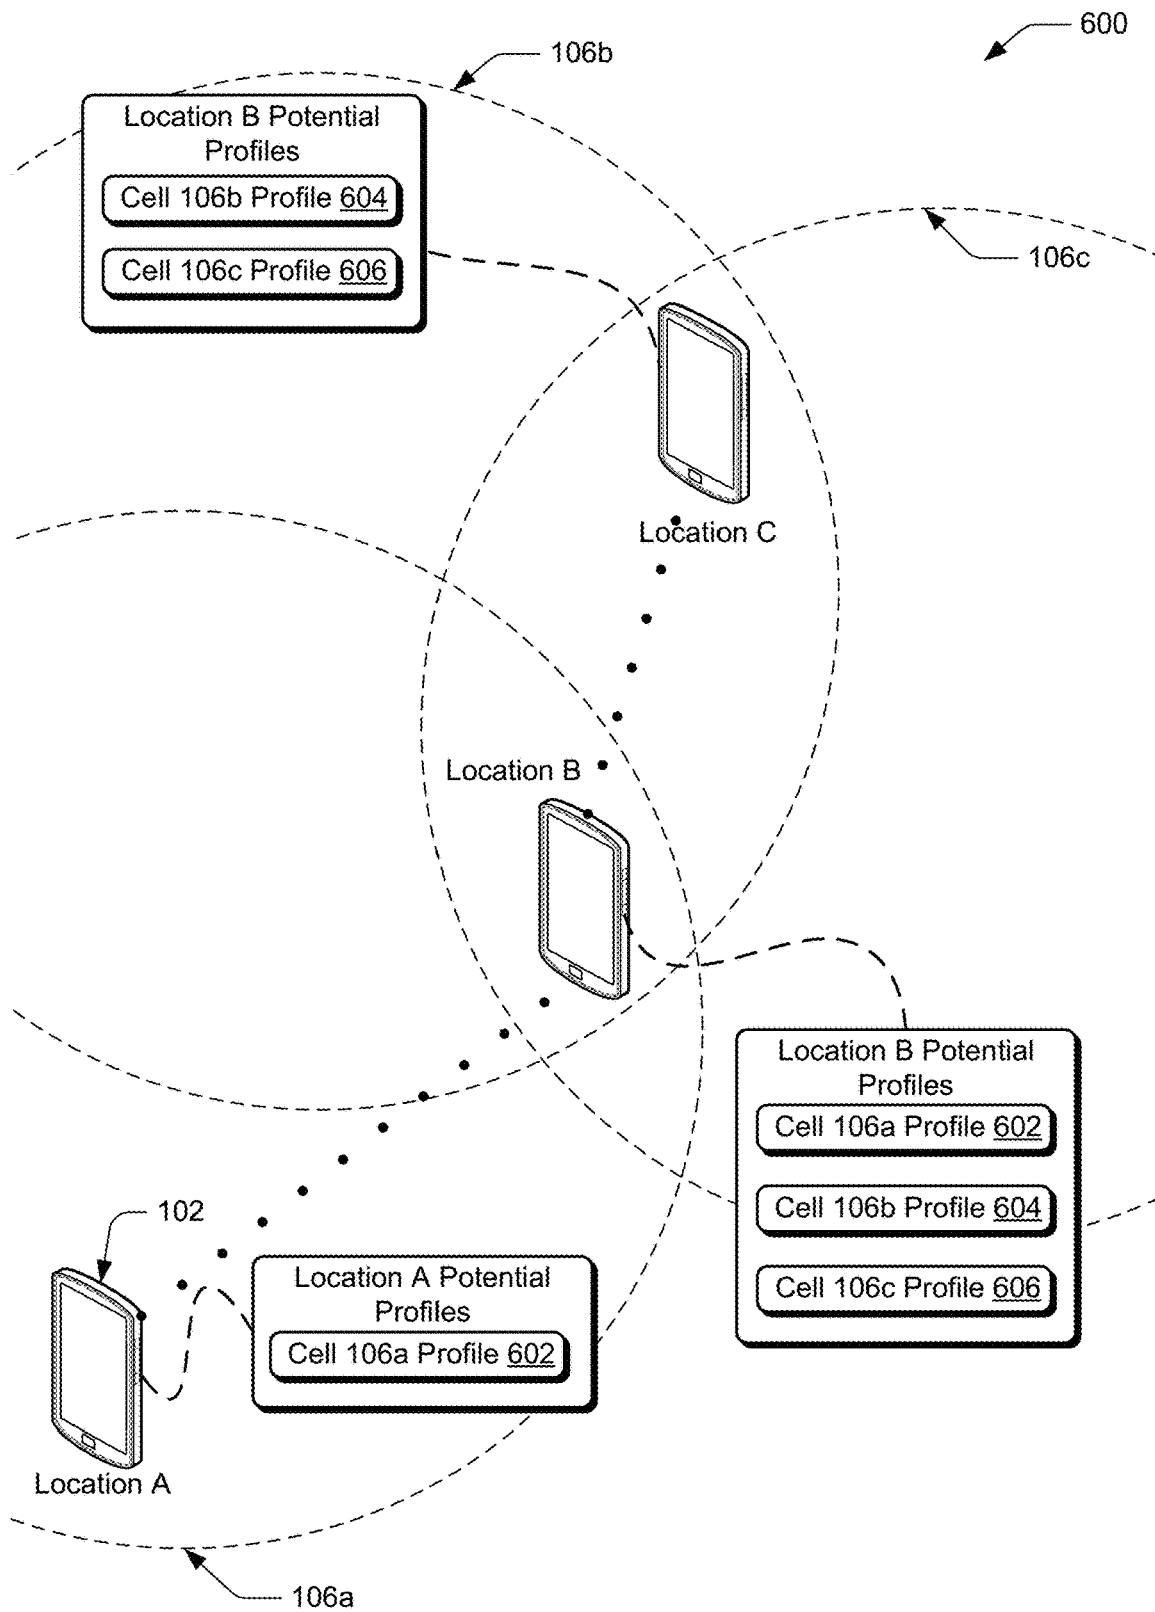 600
106b
Location B Potential
Profiles
Cell 106b Profile 604
Cell 106c Profile 606
106c
Location C
Location B
Location B Potential
Profiles
Cell 106a Profile 602
Cell 106b Profile 604
Cell 106c Profile 606
102
Location A Potential
Profiles
Cell 106a Profile 602
Location A
106a